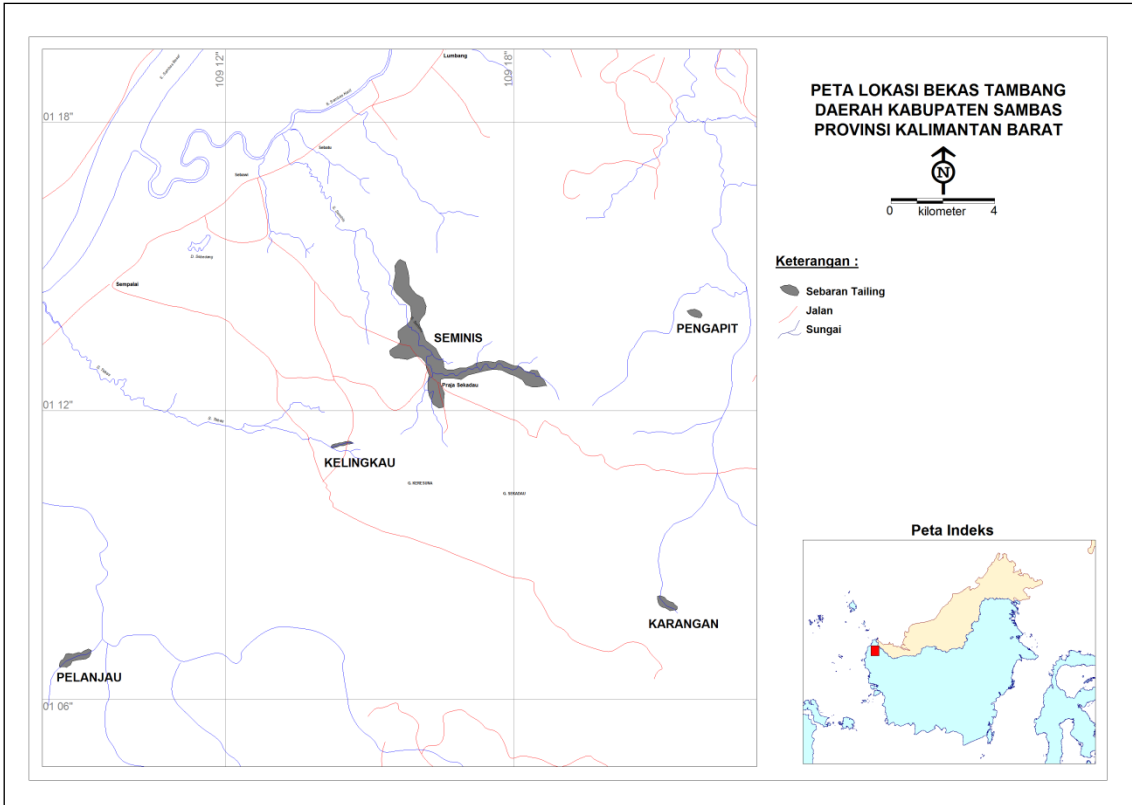 PETA LOKASI BEKAS TAMBANG
DAERAH KABUPATEN SAMBAS
PROVINSI KALIMANTAN BARAT
N
0 kilometer 4
Keterangan :
Sebaran Tailing
Jalan
Sungai
Peta Indeks
109 12"
109 18"
01 18"
01 12"
01 06"
Lumbang
Sebawi
Sempalai
SEMINIS
Praja Sekadau
PENGAPIT
KELINGKAU
G. SEKADAU
KARANGAN
PELANJAU